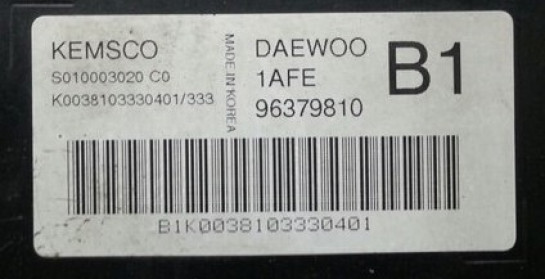 KEMSCO
S010003020 C0
K0038103330401/333
MADE IN KOREA
DAEWOO
1AFE
96379810
B1
B1K0038103330401